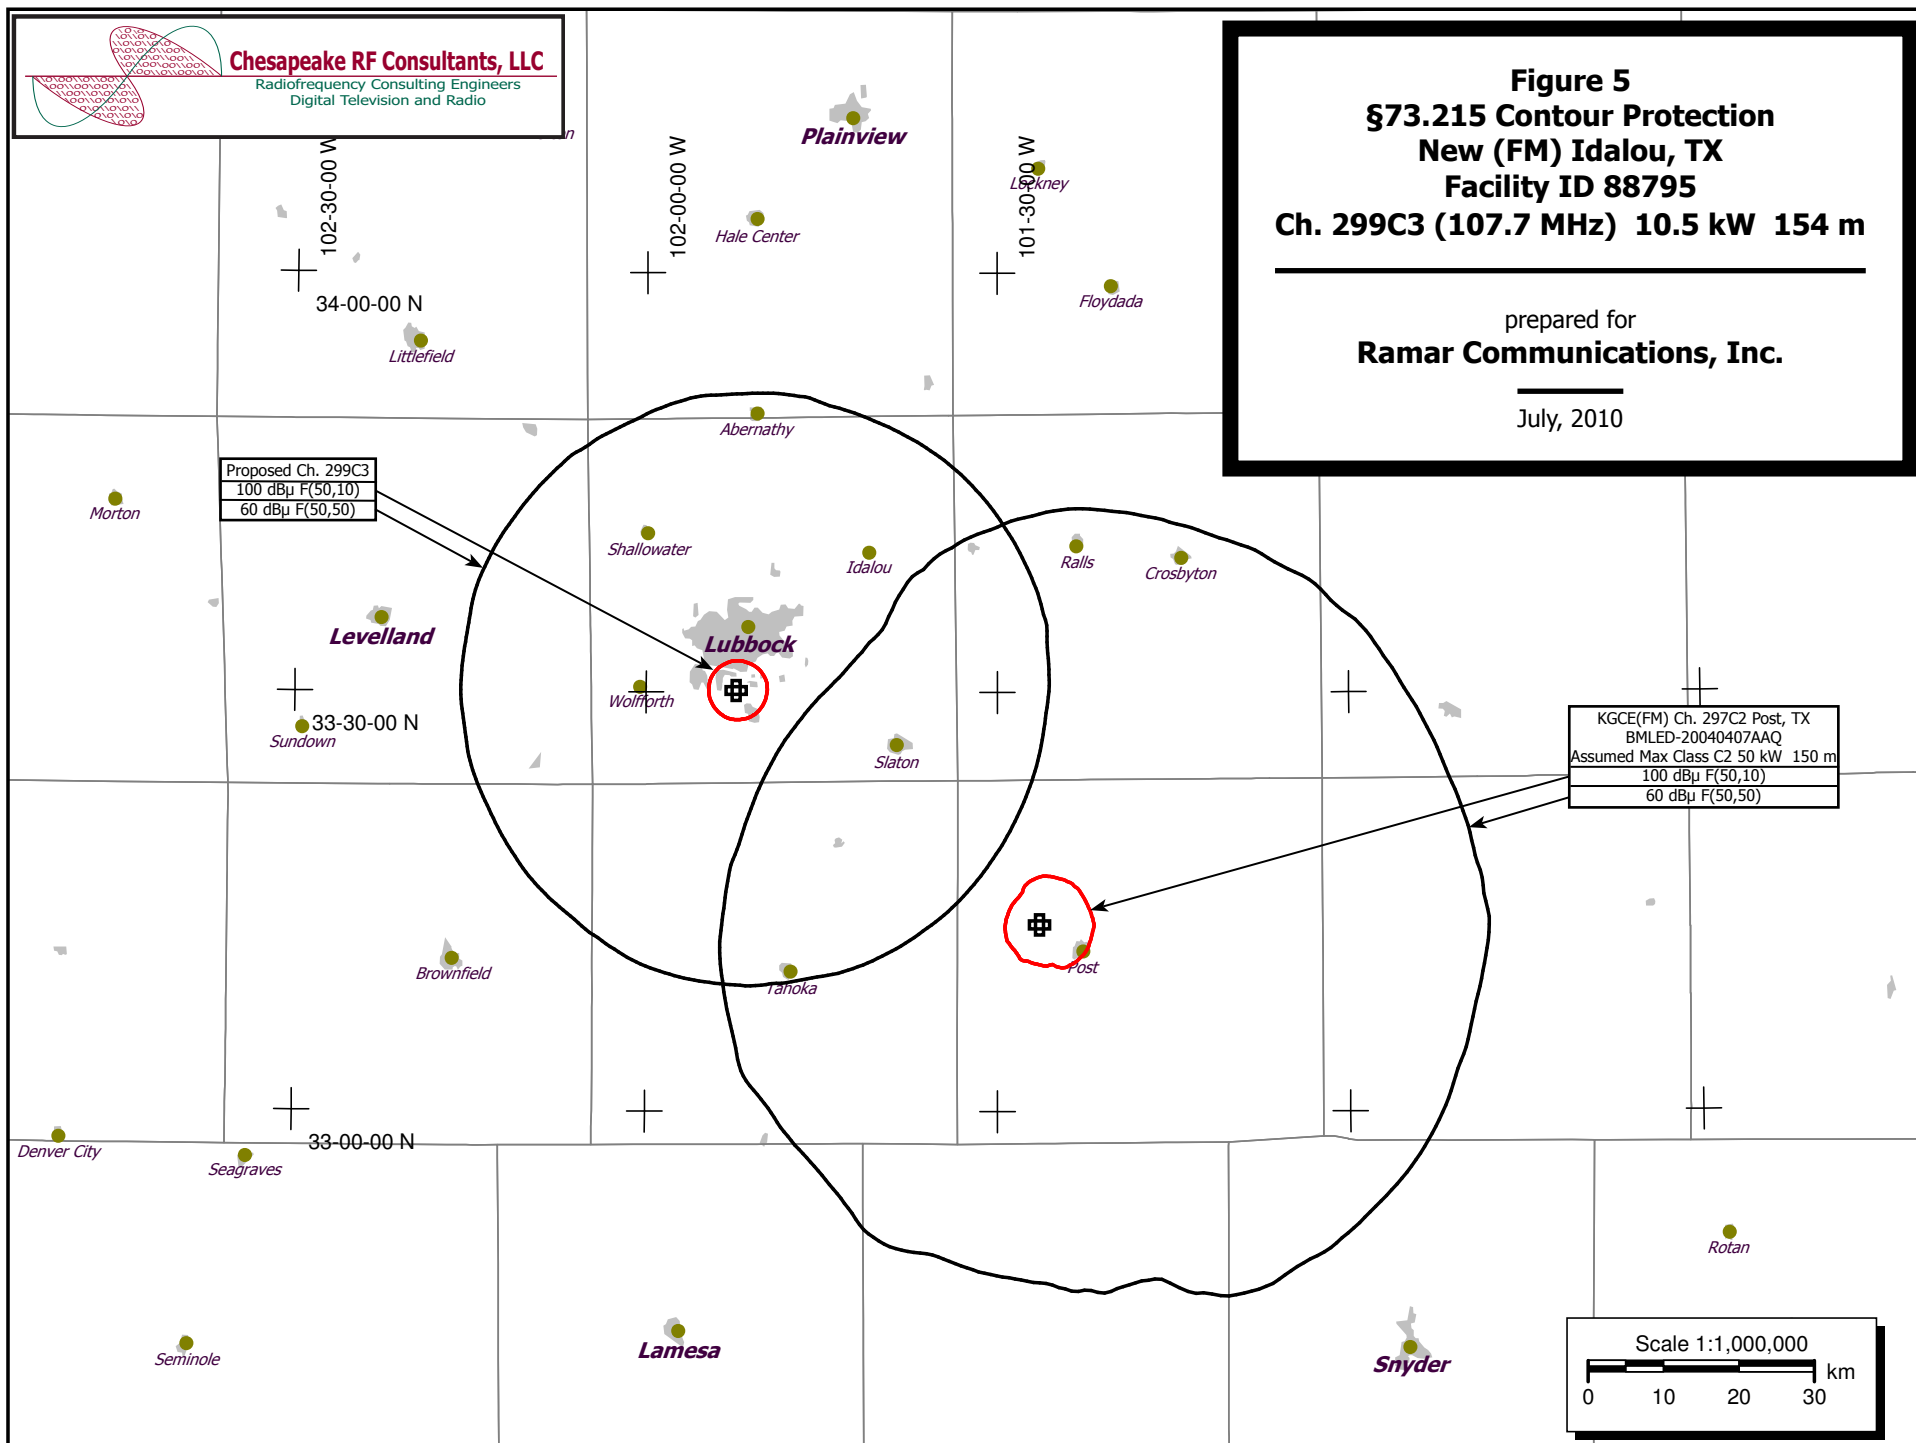 Chesapeake RF Consultants, LLC
Radiofrequency Consulting Engineers
Digital Television and Radio
Figure 5
§73.215 Contour Protection
New (FM) Idalou, TX
Facility ID 88795
Ch. 299C3 (107.7 MHz) 10.5 kW 154 m
prepared for
Ramar Communications, Inc.
July, 2010
Plainview
102-30-00 W
102-00-00 W
101-30-00 W
Lockney
Hale Center
34-00-00 N
Floydada
Littlefield
Abernathy
Proposed Ch. 299C3
100 dBµ F(50,10)
60 dBµ F(50,50)
Morton
Shallowater
Idalou
Ralls
Crosbyton
Levelland
Lubbock
Wolfforth
33-30-00 N
Sundown
Slaton
KGCE(FM) Ch. 297C2 Post, TX
BMLED-20040407AAQ
Assumed Max Class C2 50 kW 150 m
100 dBµ F(50,10)
60 dBµ F(50,50)
Brownfield
Tahoka
Post
33-00-00 N
Denver City
Seagraves
Rotan
Seminole
Lamesa
Snyder
Scale 1:1,000,000
km
0 10 20 30